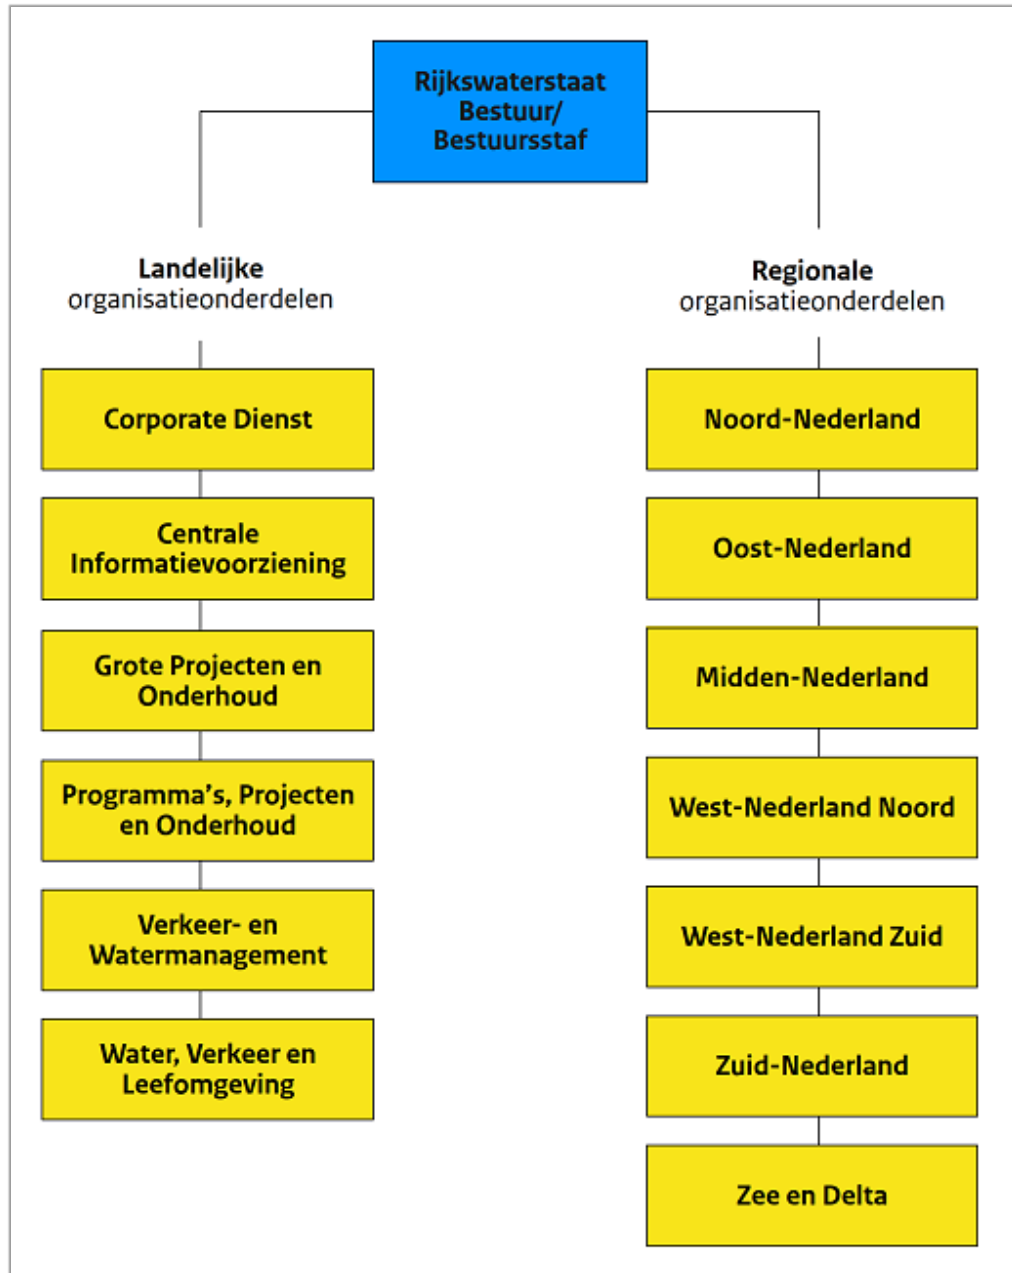 Rijkswaterstaat
Bestuur/
Bestuursstaf
Landelijke
organisatieonderdelen
Corporate Dienst
Centrale
Informatievoorziening
Grote Projecten en
Onderhoud
Programma's, Projecten
en Onderhoud
Verkeer- en
Watermanagement
Water, Verkeer en
Leefomgeving
Regionale
organisatieonderdelen
Noord-Nederland
Oost-Nederland
Midden-Nederland
West-Nederland Noord
West-Nederland Zuid
Zuid-Nederland
Zee en Delta